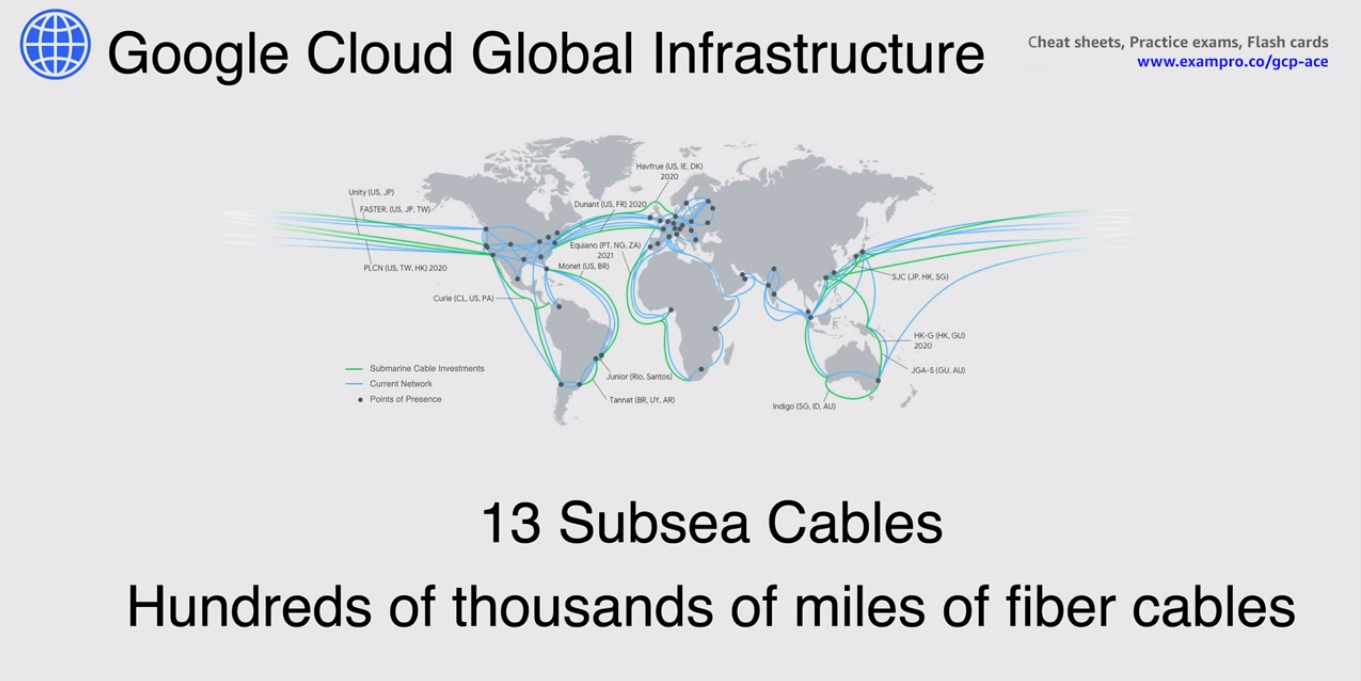 Google Cloud Global Infrastructure
Cheat sheets, Practice exams, Flash cards
www.exampro.co/gcp-ace
Havfrue (US, IE, DK)
2020
Unity (US, JP)
FASTER, (US, JP, TW)
Dunant (US, FR) 2020
Equiano (PT, NG, ZA)
2021
PLCN (US, TW, HK) 2020
Monet (US, BR)
SJC (JP, HK, SG)
Curie (CL, US, PA)
HK-G (HK, GU)
2020
Submarine Cable Investments
JGA-S (GU, AU)
Junior (Rio, Santos)
Current Network
Points of Presence
Tannat (BR, UY, AR)
Indigo (SG, ID, AU)
13 Subsea Cables
Hundreds of thousands of miles of fiber cables